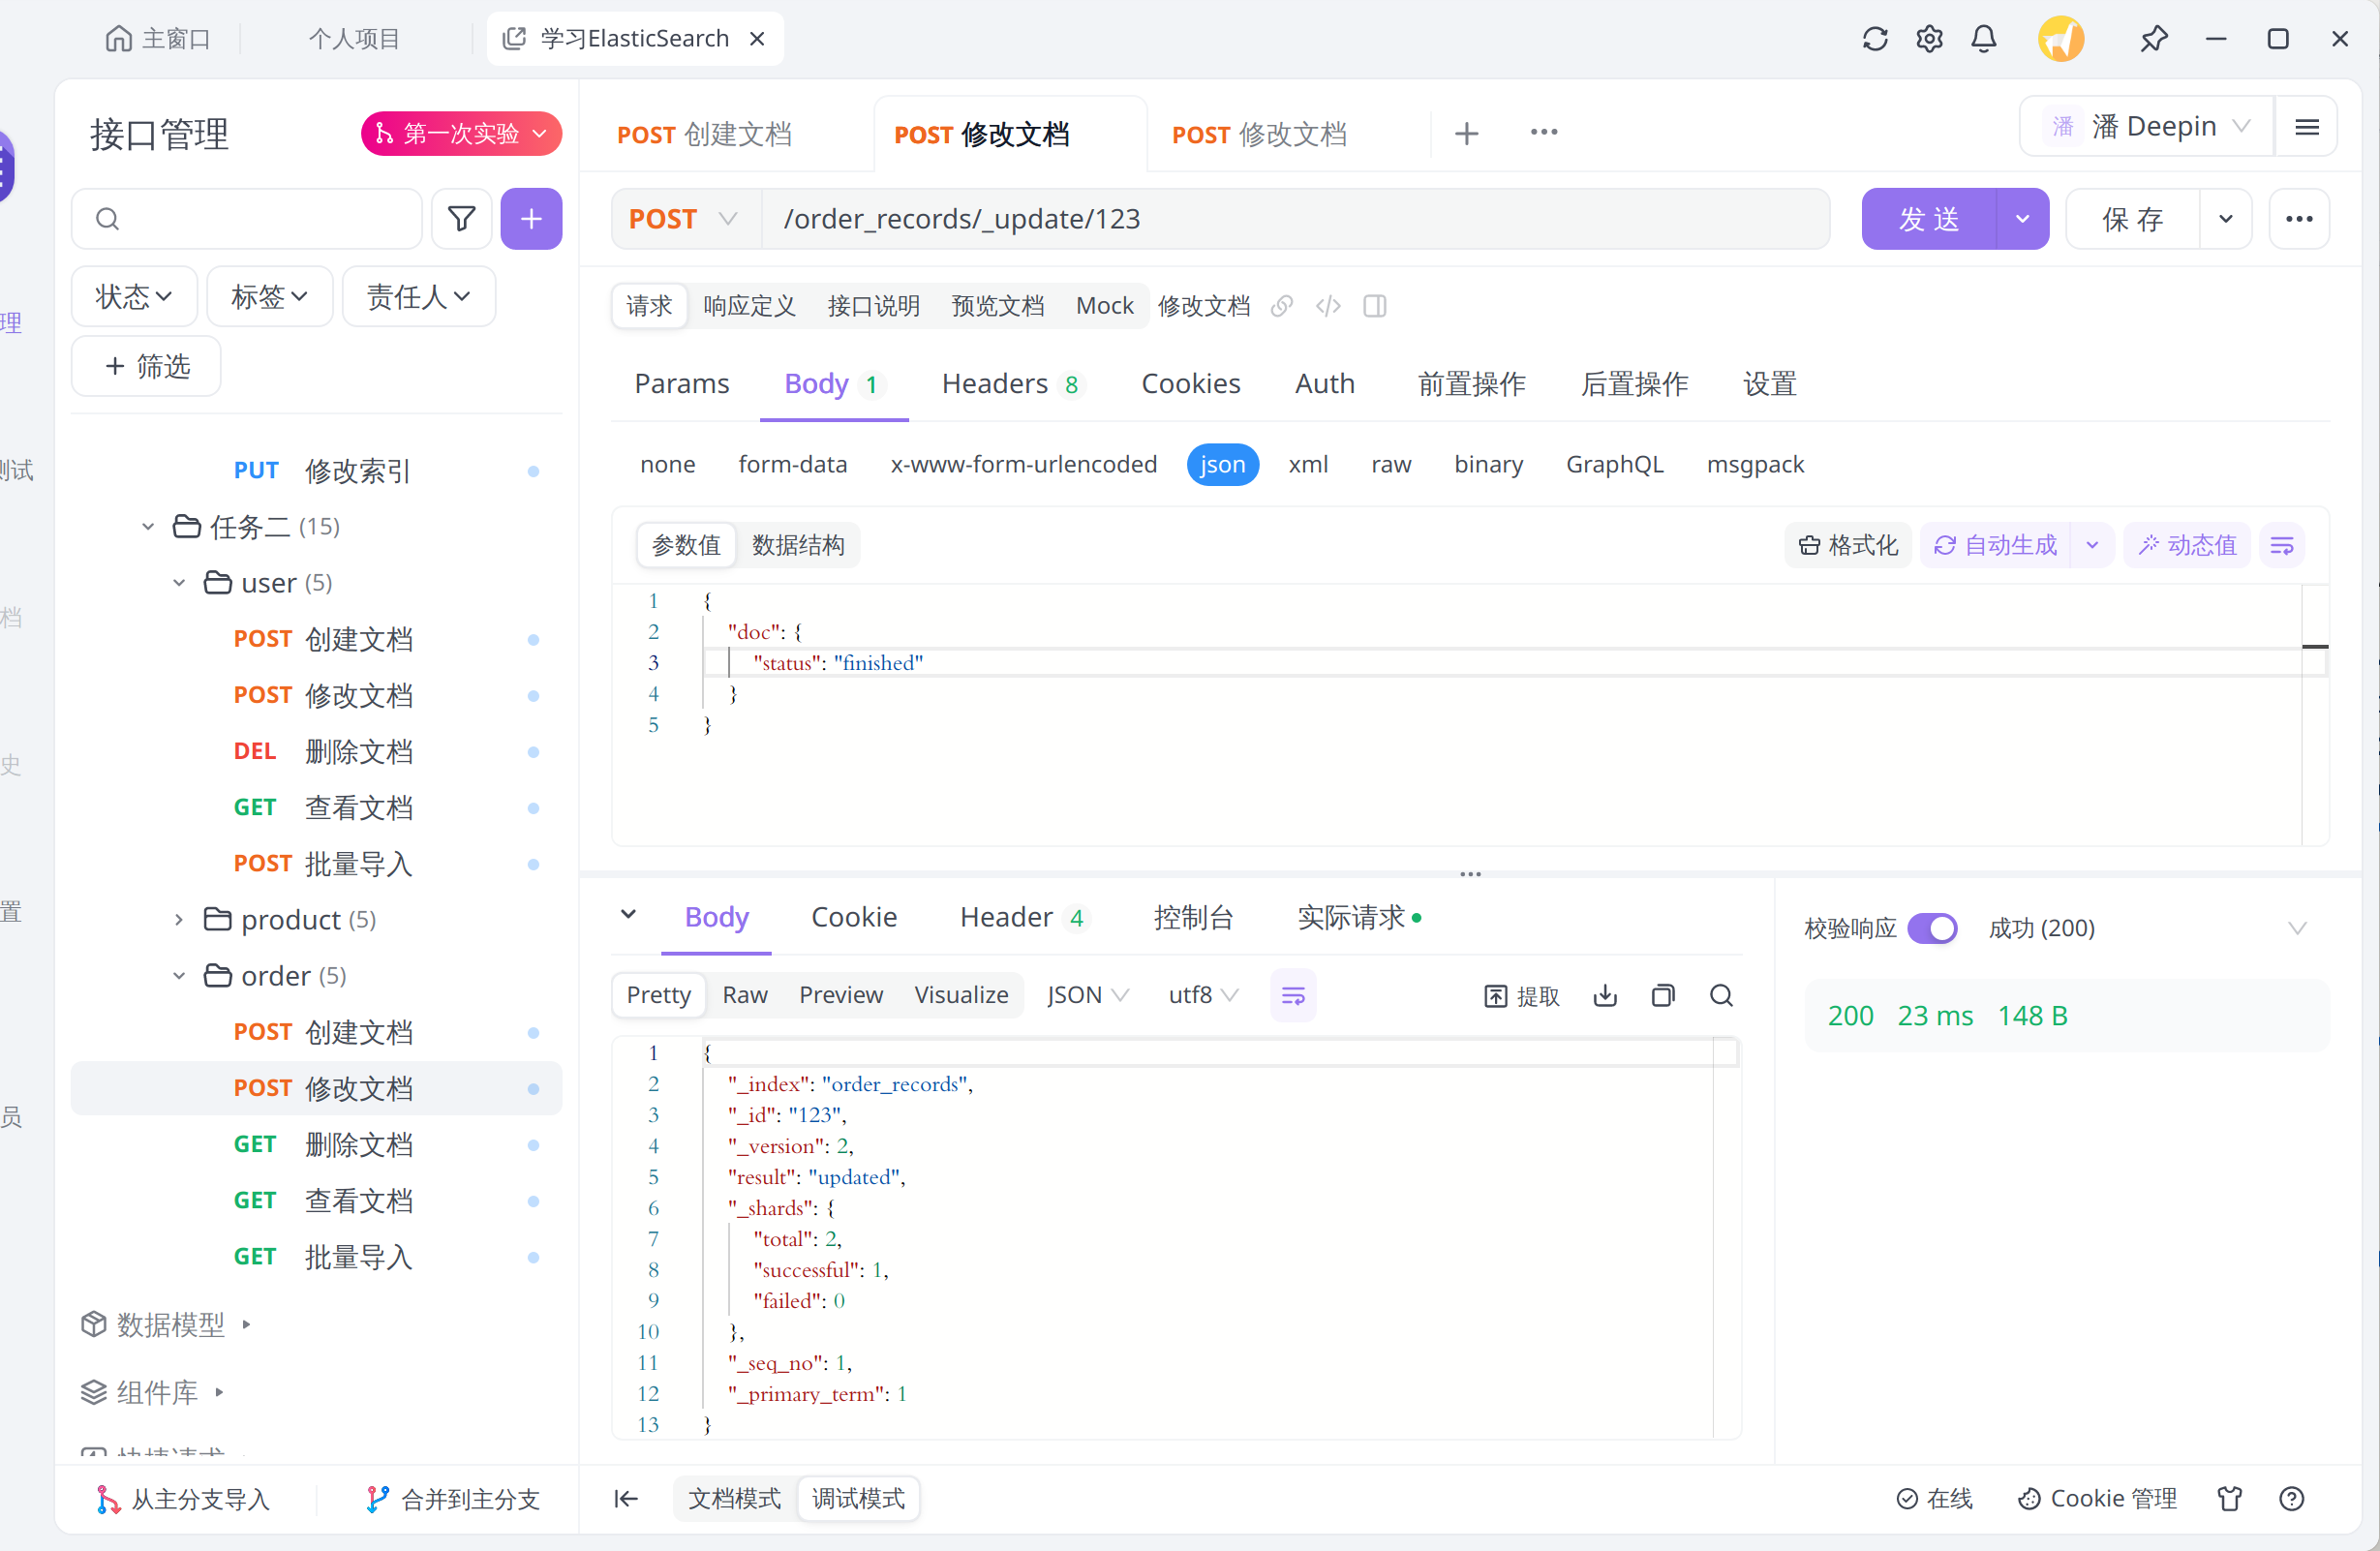 主窗口
个人项目
学习ElasticSearch
接口管理
第一次实验
状态
标签
责任人
筛选
PUT 修改索引
任务二 (15)
user (5)
POST 创建文档
POST 修改文档
DEL 删除文档
GET 查看文档
POST 批量导入
product (5)
order (5)
POST 创建文档
POST 修改文档
GET 删除文档
GET 查看文档
GET 批量导入
数据模型
组件库
从主分支导入
合并到主分支
理
测试
档
史
置
员
POST 创建文档
POST 修改文档
POST 修改文档
潘 潘 Deepin
POST /order_records/_update/123
发 送
保 存
请求 响应定义 接口说明 预览文档 Mock 修改文档
Params Body 1 Headers 8 Cookies Auth 前置操作 后置操作 设置
none form-data x-www-form-urlencoded json xml raw binary GraphQL msgpack
参数值 数据结构
格式化 自动生成 动态值
1 {
2 "doc": {
3 "status": "finished"
4 }
5 }
Body Cookie Header 4 控制台 实际请求
Pretty Raw Preview Visualize JSON utf8
提取
1 {
2 "_index": "order_records",
3 "_id": "123",
4 "_version": 2,
5 "result": "updated",
6 "_shards": {
7 "total": 2,
8 "successful": 1,
9 "failed": 0
10 },
11 "_seq_no": 1,
12 "_primary_term": 1
13 }
校验响应 成功 (200)
200 23 ms 148 B
文档模式 调试模式
在线
Cookie 管理